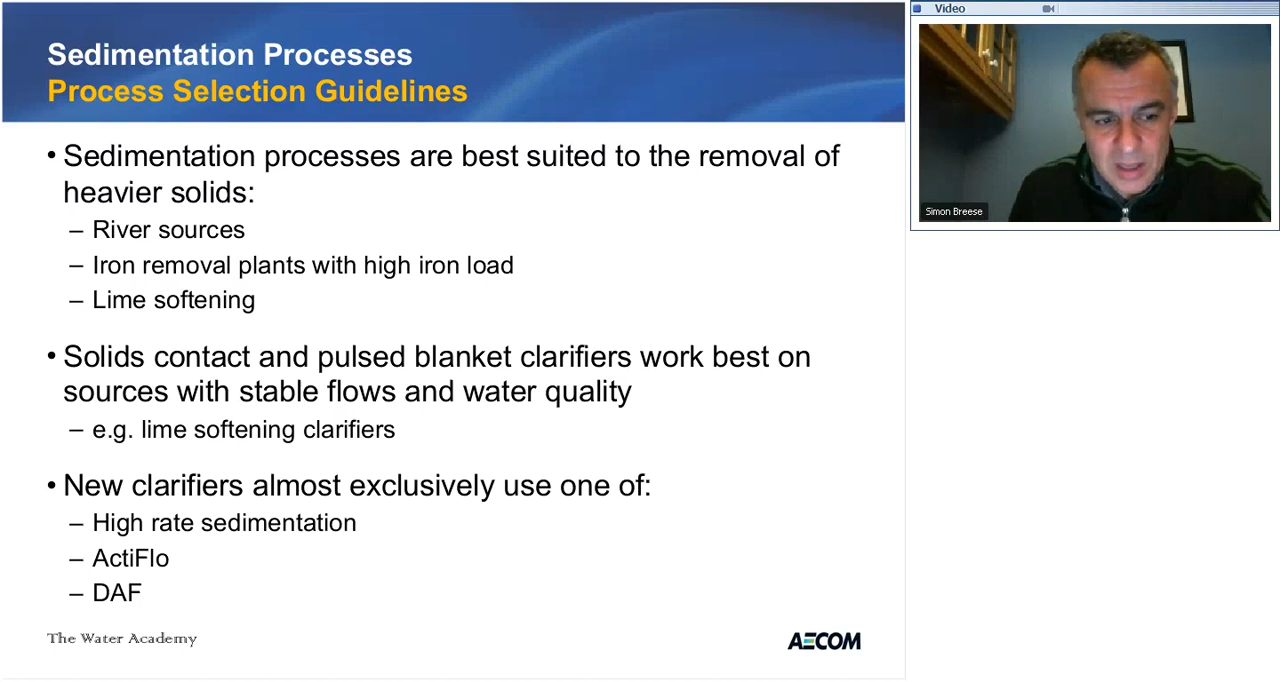 Sedimentation Processes
Process Selection Guidelines
• Sedimentation processes are best suited to the removal of
heavier solids:
– River sources
– Iron removal plants with high iron load
– Lime softening
• Solids contact and pulsed blanket clarifiers work best on
sources with stable flows and water quality
– e.g. lime softening clarifiers
• New clarifiers almost exclusively use one of:
– High rate sedimentation
– ActiFlo
– DAF
The Water Academy
AECOM
Video
Simon Breese